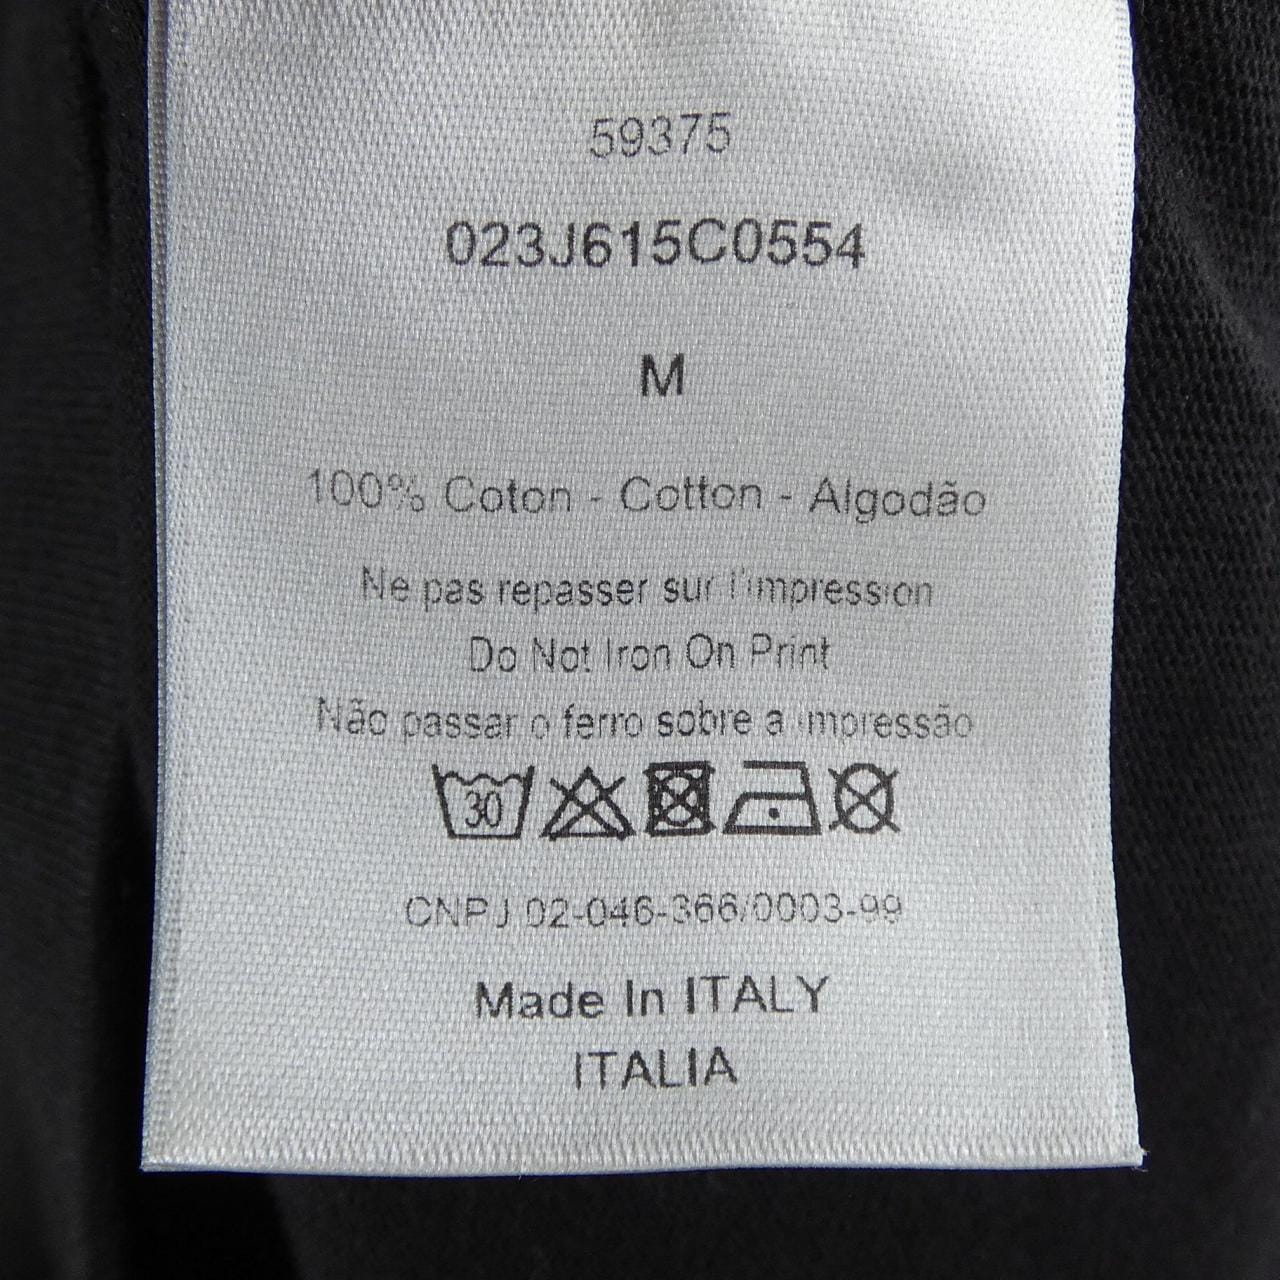 59375
023J615C0554
M
100% Coton - Cotton - Algodão
Ne pas repasser sur l'impression
Do Not Iron On Print
Não passar o ferro sobre a impressão
30
CNPJ 02-046-366/0003-99
Made In ITALY
ITALIA